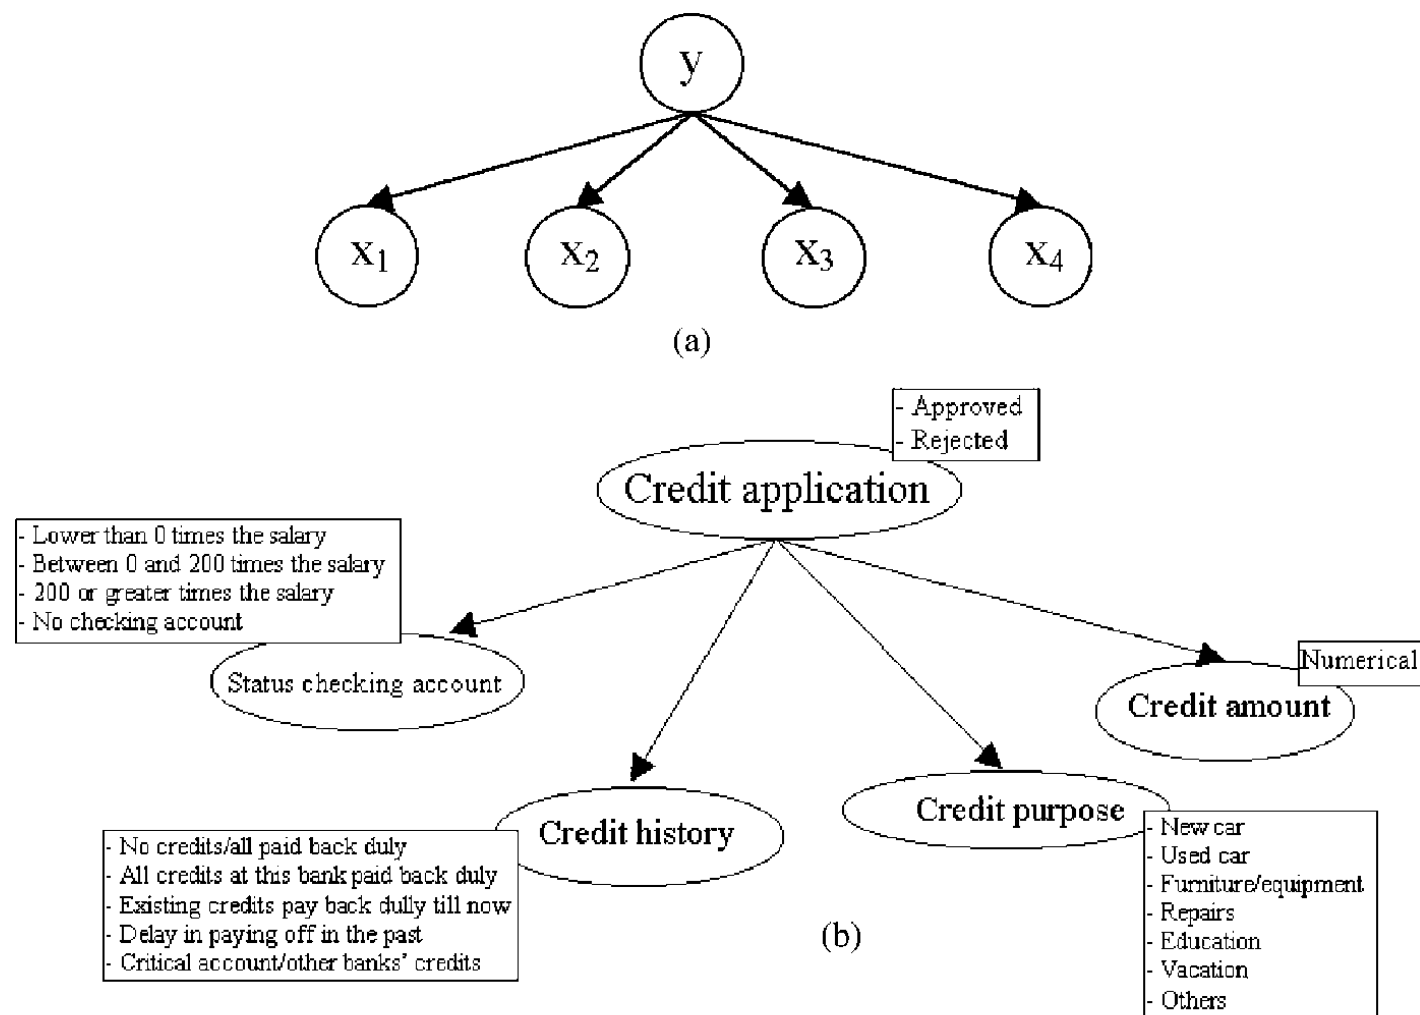 y
x1 x2 x3 x4
(a)
- Approved
- Rejected
Credit application
- Lower than 0 times the salary
- Between 0 and 200 times the salary
- 200 or greater times the salary
- No checking account
Status checking account
Numerical
Credit amount
Credit history
- No credits/all paid back duly
- All credits at this bank paid back duly
- Existing credits pay back dully till now
- Delay in paying off in the past
- Critical account/other banks' credits
Credit purpose
- New car
- Used car
- Furniture/equipment
- Repairs
- Education
- Vacation
- Others
(b)